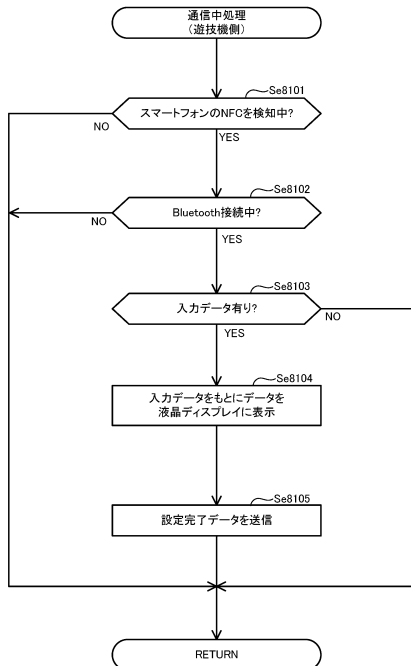 通信中処理
(遊技機側)
Se8101
スマートフォンのNFCを検知中?
NO
YES
Se8102
Bluetooth接続中?
NO
YES
Se8103
入力データ有り?
NO
YES
Se8104
入力データをもとにデータを
液晶ディスプレイに表示
Se8105
設定完了データを送信
RETURN